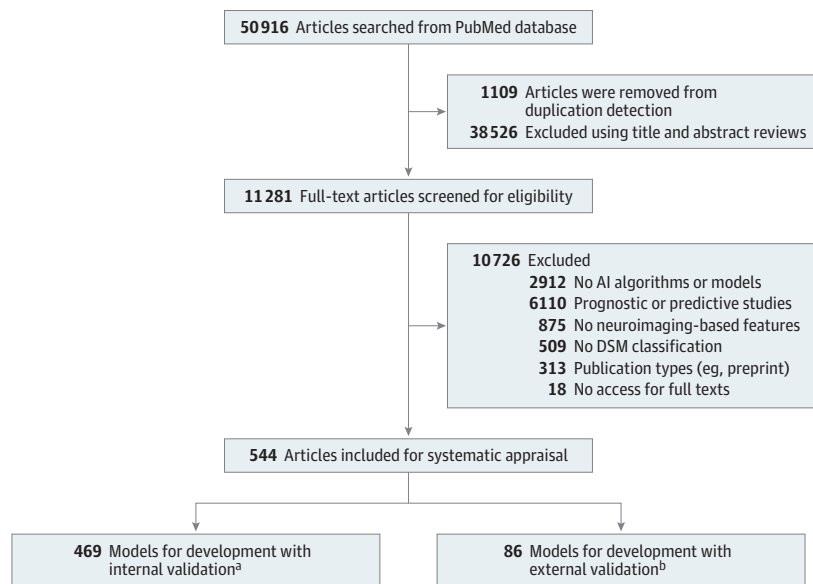 50 916 Articles searched from PubMed database
1109 Articles were removed from
duplication detection
38 526 Excluded using title and abstract reviews
11 281 Full-text articles screened for eligibility
10 726 Excluded
2912 No AI algorithms or models
6110 Prognostic or predictive studies
875 No neuroimaging-based features
509 No DSM classification
313 Publication types (eg, preprint)
18 No access for full texts
544 Articles included for systematic appraisal
469 Models for development with
internal validationᵃ
86 Models for development with
external validationᵇ